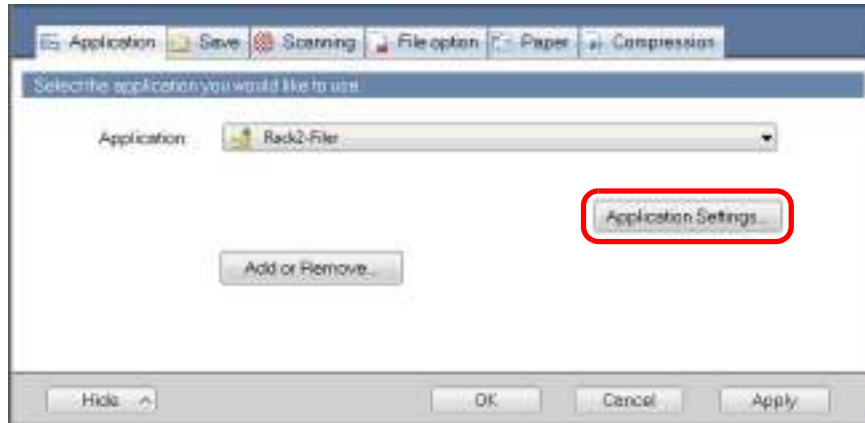 Application Save Scanning File option Paper Compression
Select the application you would like to use.
Application: Rack2-Filer
Application Settings...
Add or Remove...
Hide OK Cancel Apply